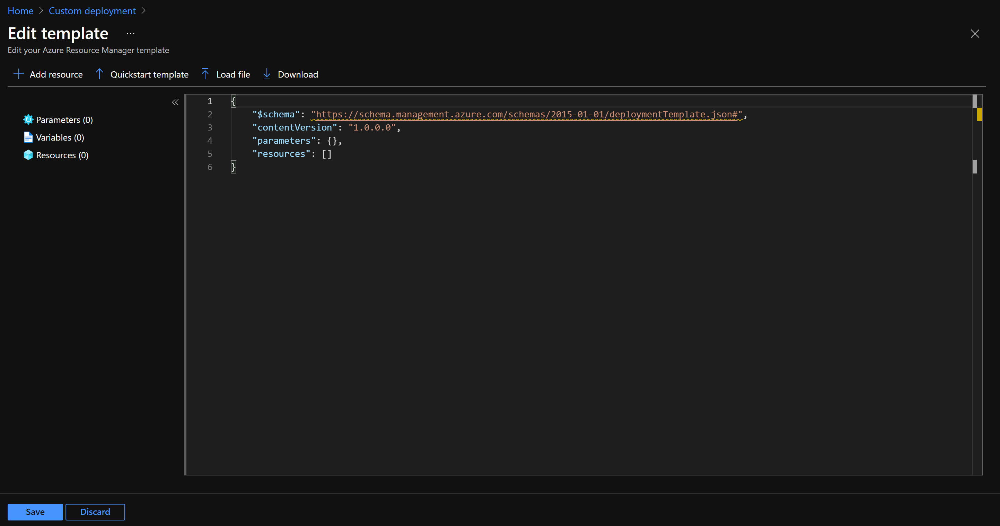 Home > Custom deployment >
Edit template ...
Edit your Azure Resource Manager template
Add resource Quickstart template Load file Download
Parameters (0)
Variables (0)
Resources (0)
1 {
2 "$schema": "https://schema.management.azure.com/schemas/2015-01-01/deploymentTemplate.json#",
3 "contentVersion": "1.0.0.0",
4 "parameters": {},
5 "resources": []
6 }
Save Discard